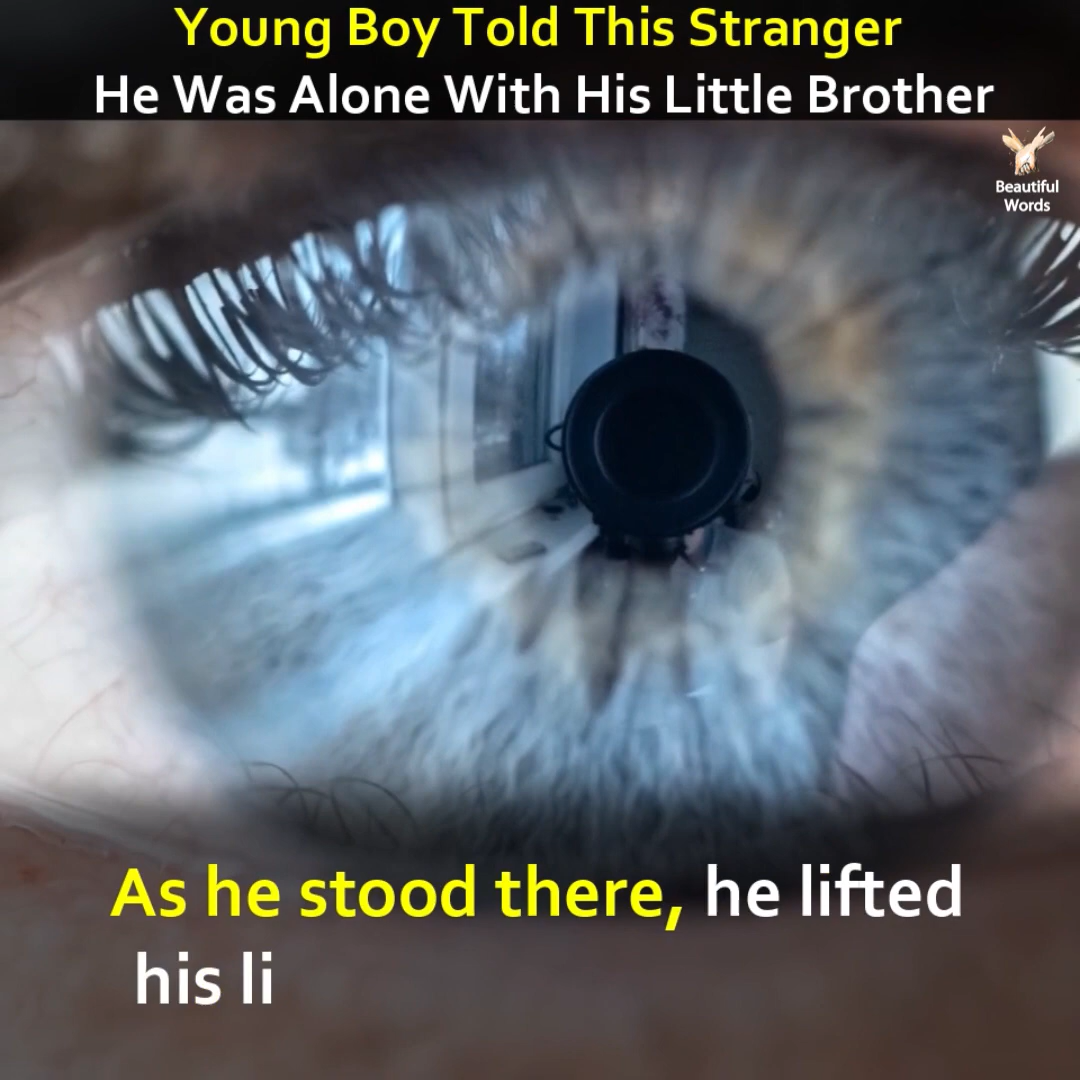 Young Boy Told This Stranger
He Was Alone With His Little Brother
Beautiful
Words
As he stood there, he lifted
his li